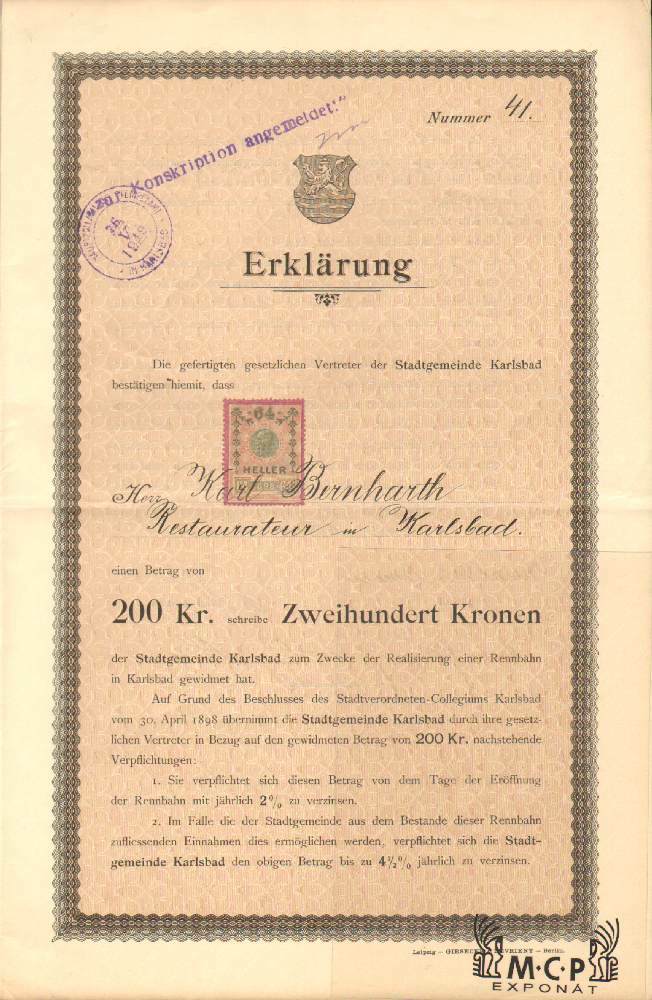 „zur Konskription angemeldet."
Nummer 41.
Erklärung
Die gefertigten gesetzlichen Vertreter der Stadtgemeinde Karlsbad
bestätigen hiemit, dass
64
HELLER
Herr Karl Bernharth
Restaurateur in Karlsbad.
einen Betrag von
200 Kr. schreibe Zweihundert Kronen
der Stadtgemeinde Karlsbad zum Zwecke der Realisierung einer Rennbahn
in Karlsbad gewidmet hat.
Auf Grund des Beschlusses des Stadtverordneten-Collegiums Karlsbad
vom 30. April 1898 übernimmt die Stadtgemeinde Karlsbad durch ihre gesetz-
lichen Vertreter in Bezug auf den gewidmeten Betrag von 200 Kr. nachstehende
Verpflichtungen:
1. Sie verpflichtet sich diesen Betrag von dem Tage der Eröffnung
der Rennbahn mit jährlich 2% zu verzinsen.
2. Im Falle die der Stadtgemeinde aus dem Bestande dieser Rennbahn
zufliessenden Einnahmen dies ermöglichen werden, verpflichtet sich die Stadt-
gemeinde Karlsbad den obigen Betrag bis zu 4½% jährlich zu verzinsen.
Leipzig — GIESECKE DEVRIENT — Berlin.
M·C·P
EXPONÁT